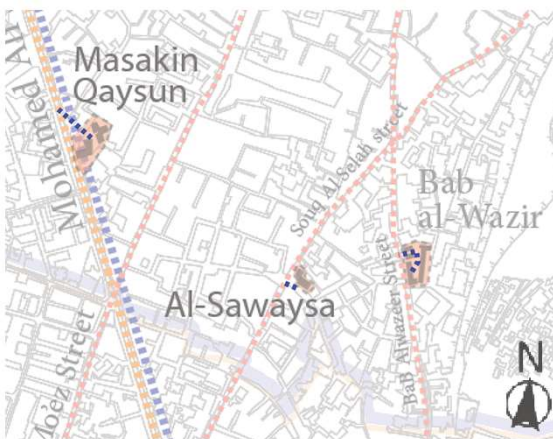 Masakin
Qaysun
Mohamed Ali
Souq Al Selah street
Bab
al-Wazir
Al-Sawaysa
BAB Alwazeer Street
Moez Street
N